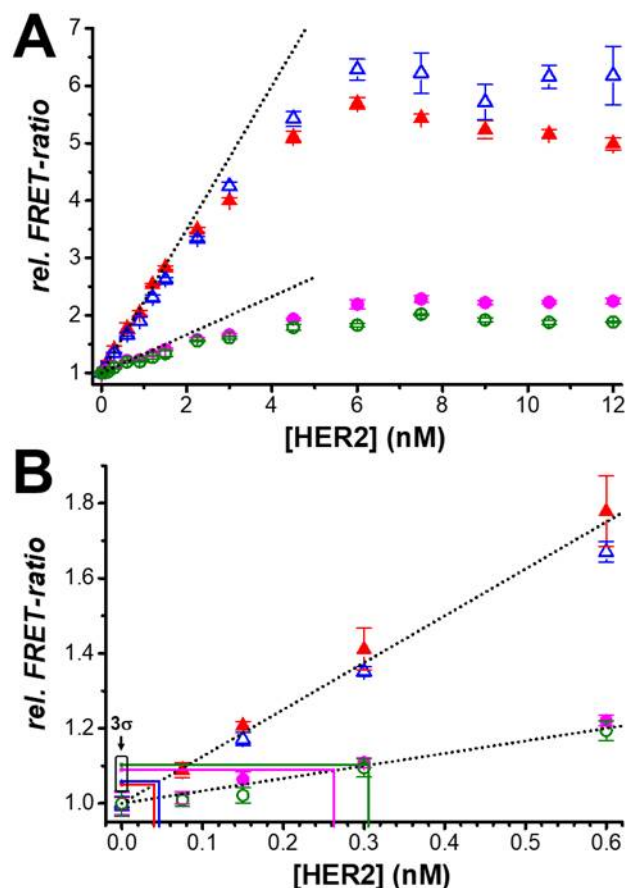 A
7
6
5
4
3
2
1
rel. FRET-ratio
0 2 4 6 8 10 12
[HER2] (nM)
B
1.8
1.6
1.4
1.2
1.0
rel. FRET-ratio
3σ
0.0 0.1 0.2 0.3 0.4 0.5 0.6
[HER2] (nM)